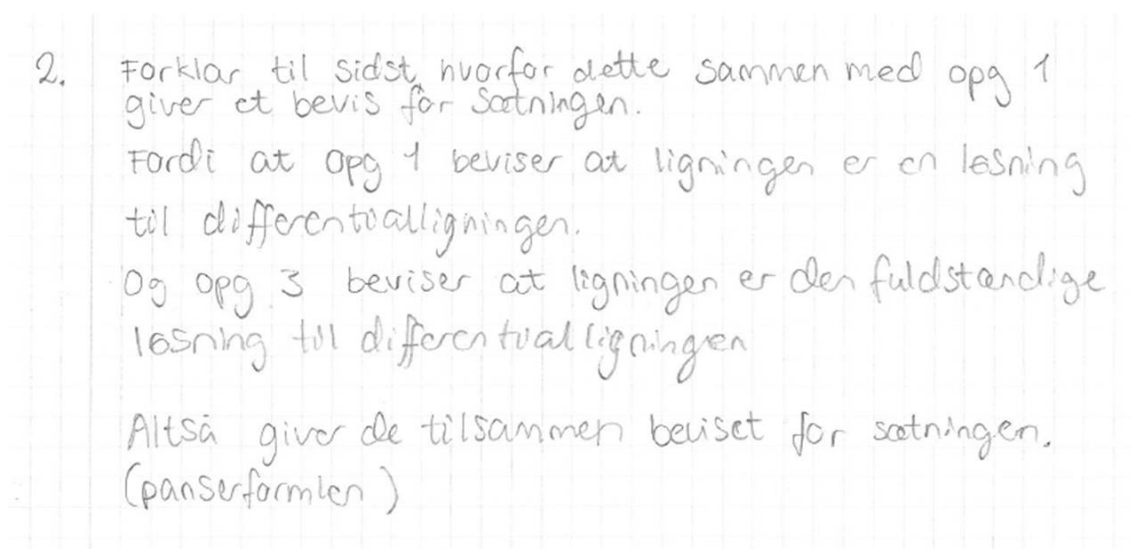 2. Forklar til sidst, hvorfor dette sammen med opg 1
giver et bevis for sætningen.
Fordi at opg 1 beviser at ligningen er en løsning
til differentialligningen.
Og opg 3 beviser at ligningen er den fuldstændige
løsning til differentialligningen
Altså giver de tilsammen beviset for sætningen.
(panserformlen)